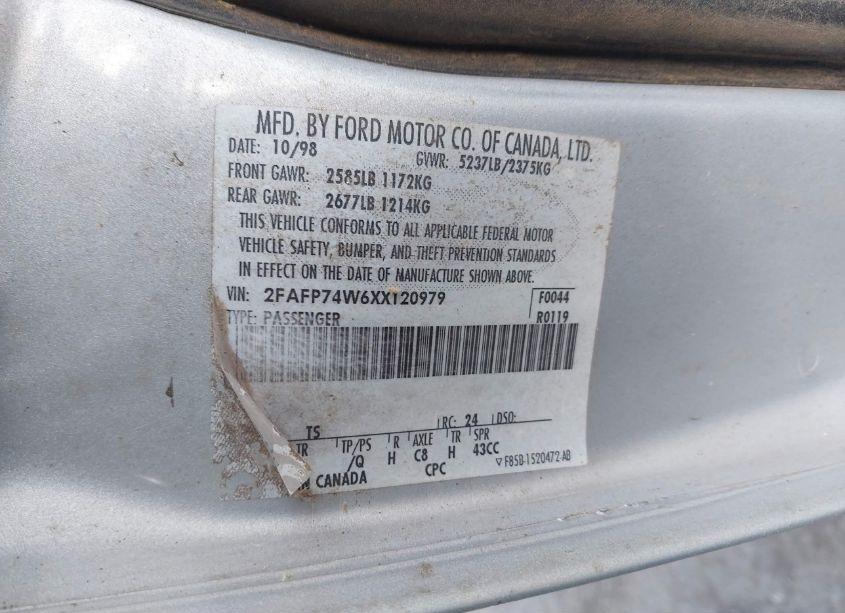 MFD. BY FORD MOTOR CO. OF CANADA, LTD.
DATE: 10/98 GVWR: 5237LB/2375KG
FRONT GAWR: 2585LB 1172KG
REAR GAWR: 2677LB 1214KG
THIS VEHICLE CONFORMS TO ALL APPLICABLE FEDERAL MOTOR
VEHICLE SAFETY, BUMPER, AND THEFT PREVENTION STANDARDS
IN EFFECT ON THE DATE OF MANUFACTURE SHOWN ABOVE.
VIN: 2FAFP74W6XX120979 F0044
TYPE: PASSENGER R0119
TS RC: 24 DSO:
TR TP/PS R AXLE TR SPR
/Q H C8 H 43CC
IN CANADA CPC ▽ F85B-1520472-AB